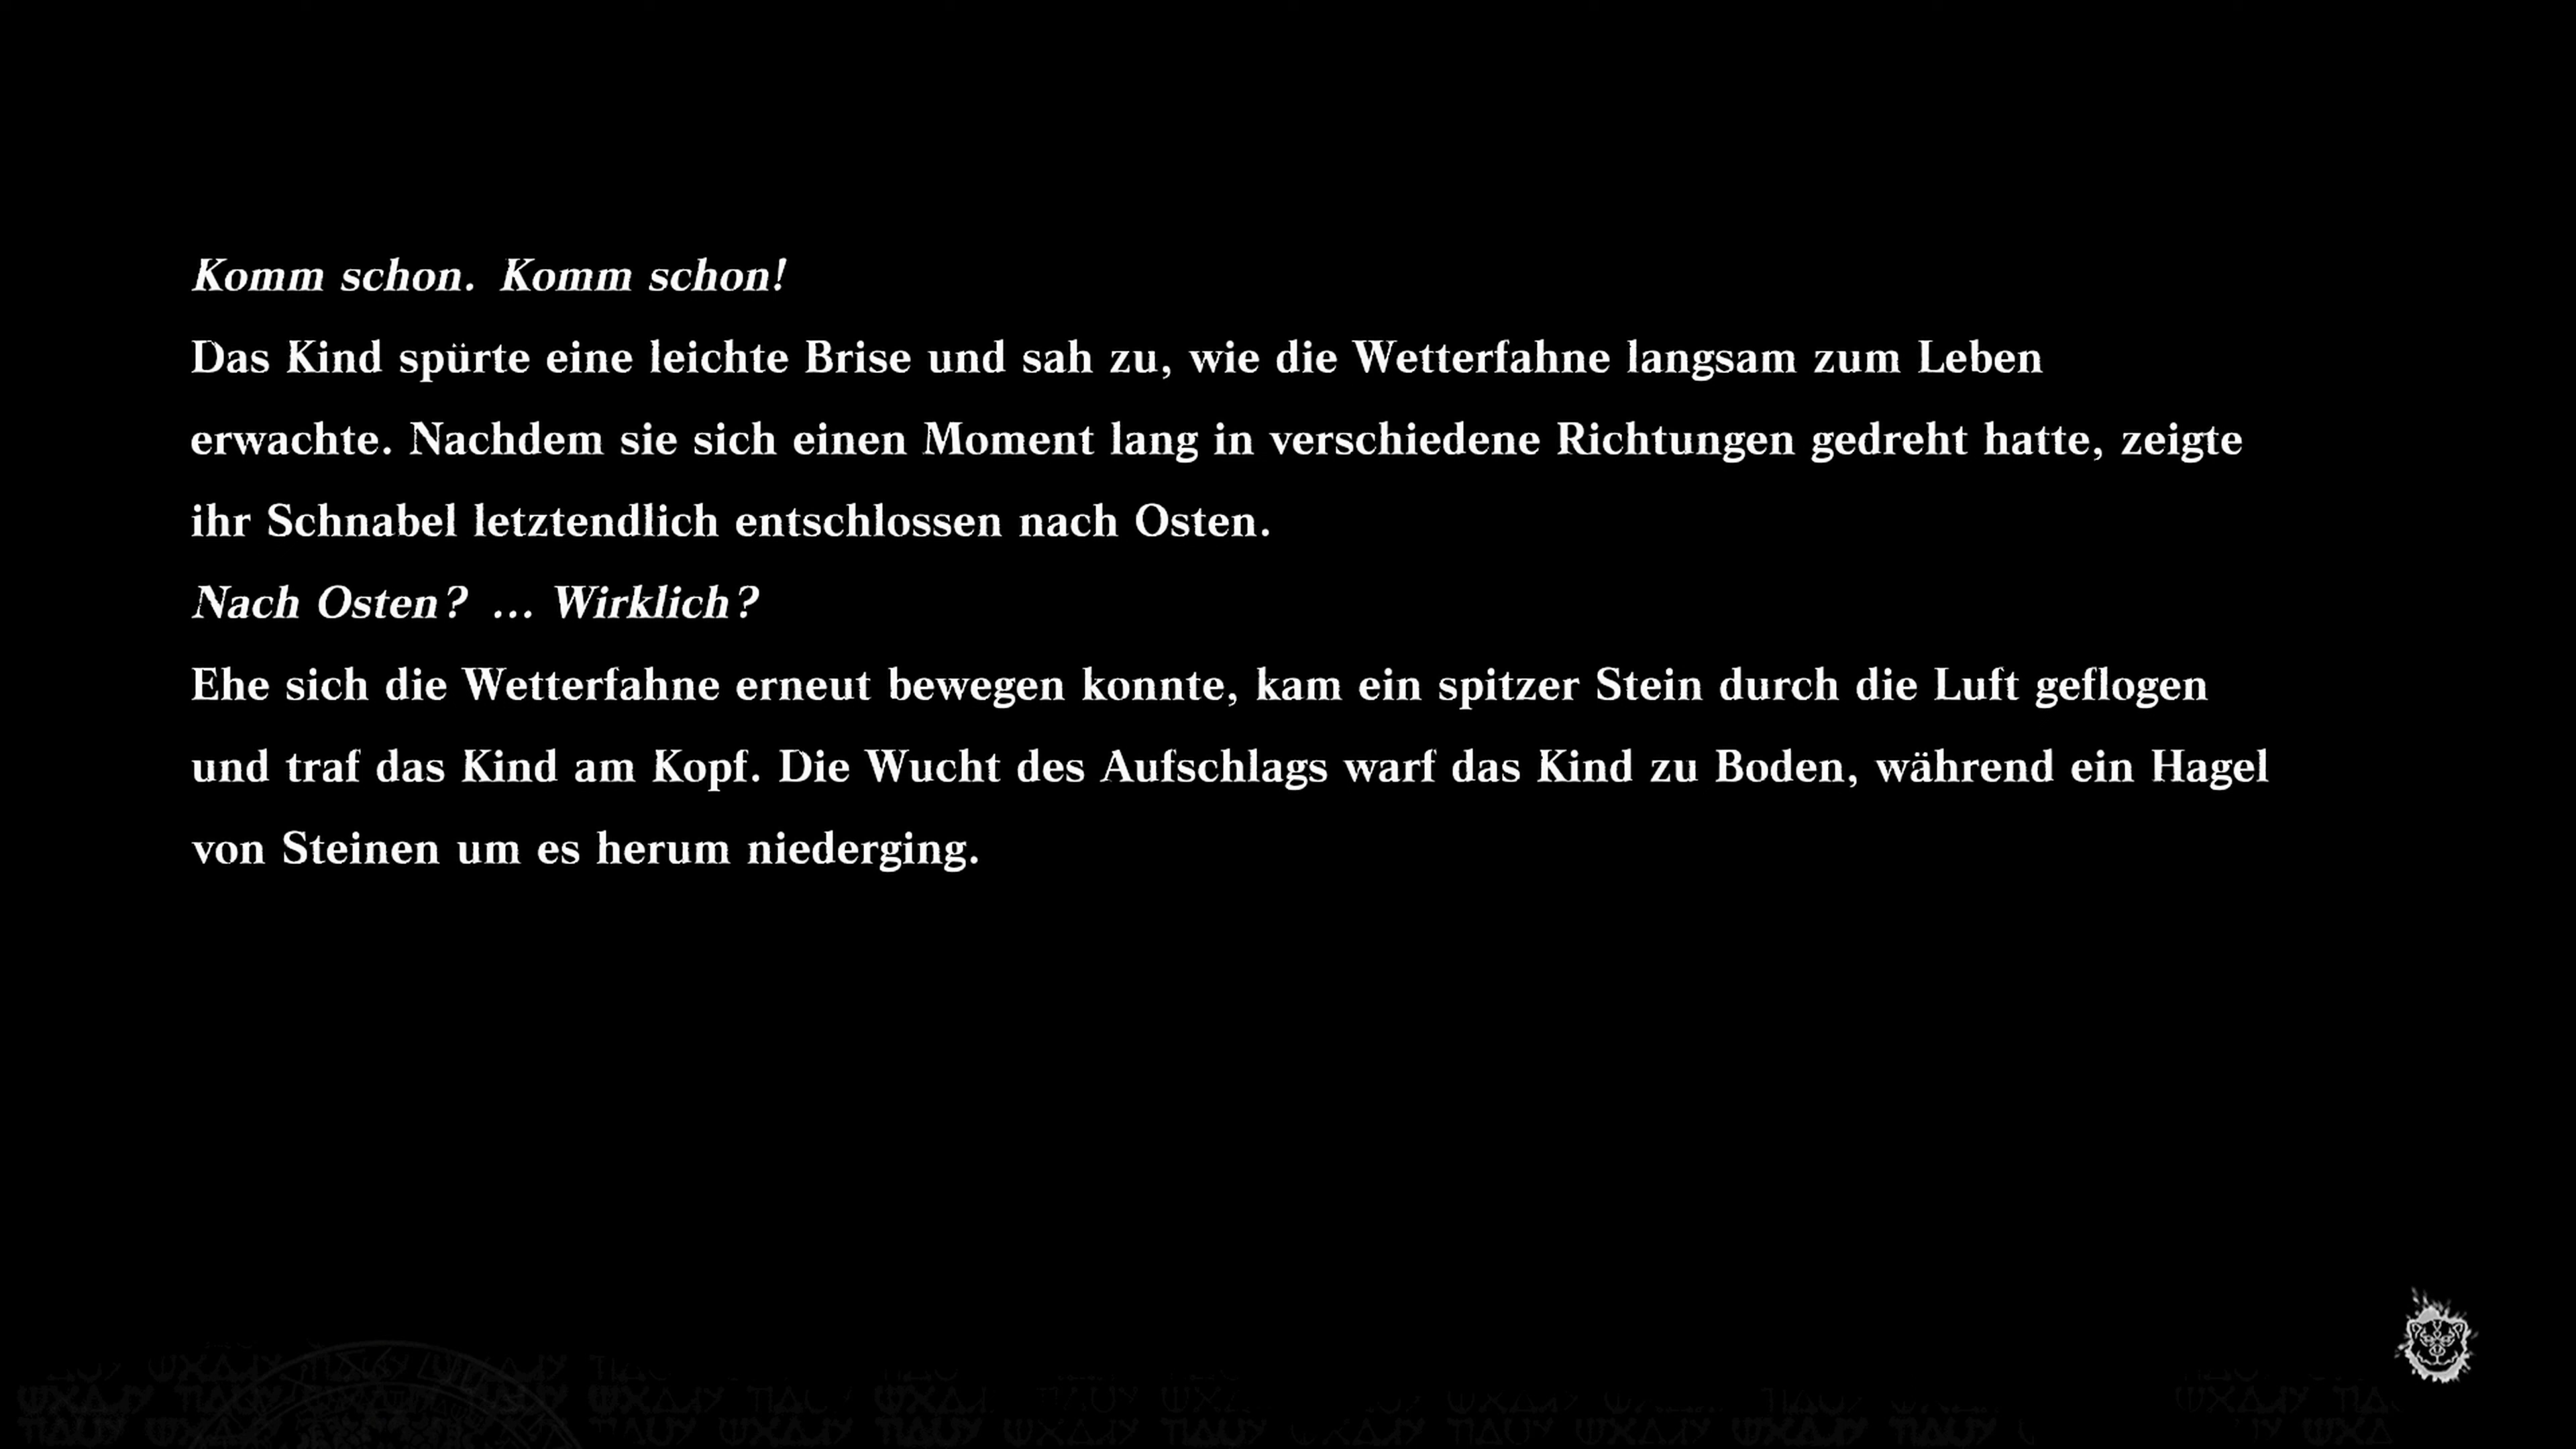 Komm schon. Komm schon!
Das Kind spürte eine leichte Brise und sah zu, wie die Wetterfahne langsam zum Leben
erwachte. Nachdem sie sich einen Moment lang in verschiedene Richtungen gedreht hatte, zeigte
ihr Schnabel letztendlich entschlossen nach Osten.
Nach Osten? ... Wirklich?
Ehe sich die Wetterfahne erneut bewegen konnte, kam ein spitzer Stein durch die Luft geflogen
und traf das Kind am Kopf. Die Wucht des Aufschlags warf das Kind zu Boden, während ein Hagel
von Steinen um es herum niederging.